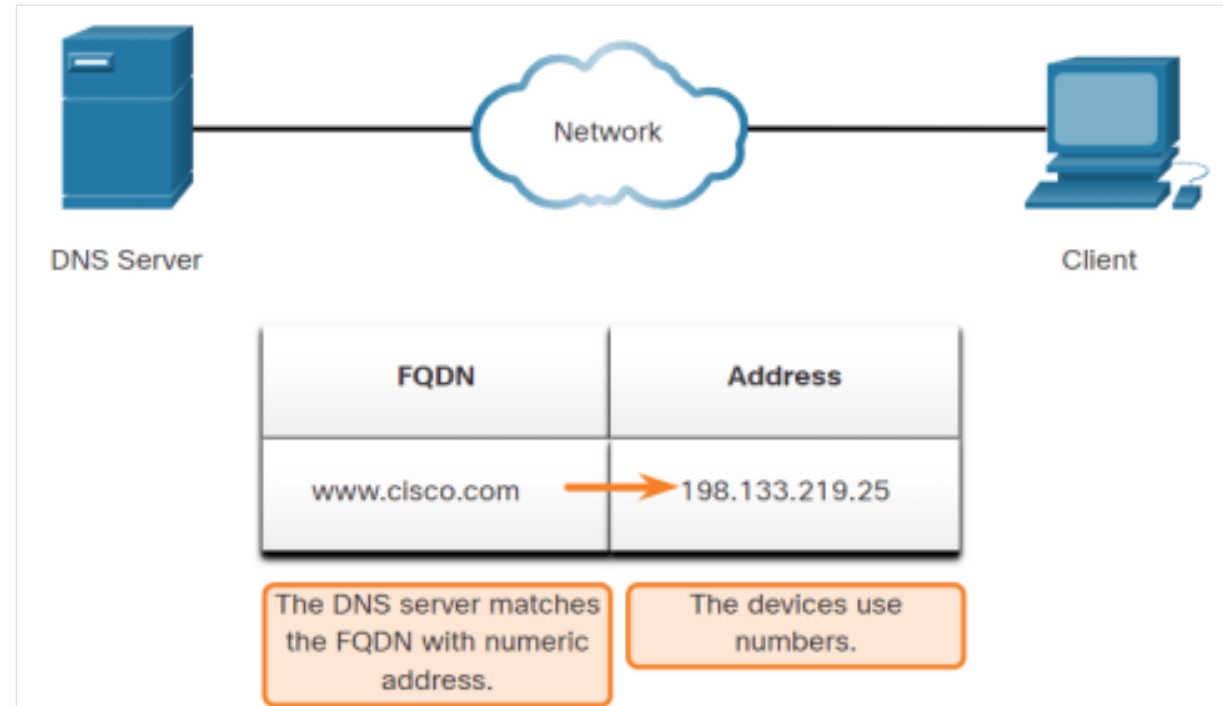 Network
DNS Server
Client
FQDN
Address
www.cisco.com
198.133.219.25
The DNS server matches
the FQDN with numeric
address.
The devices use
numbers.